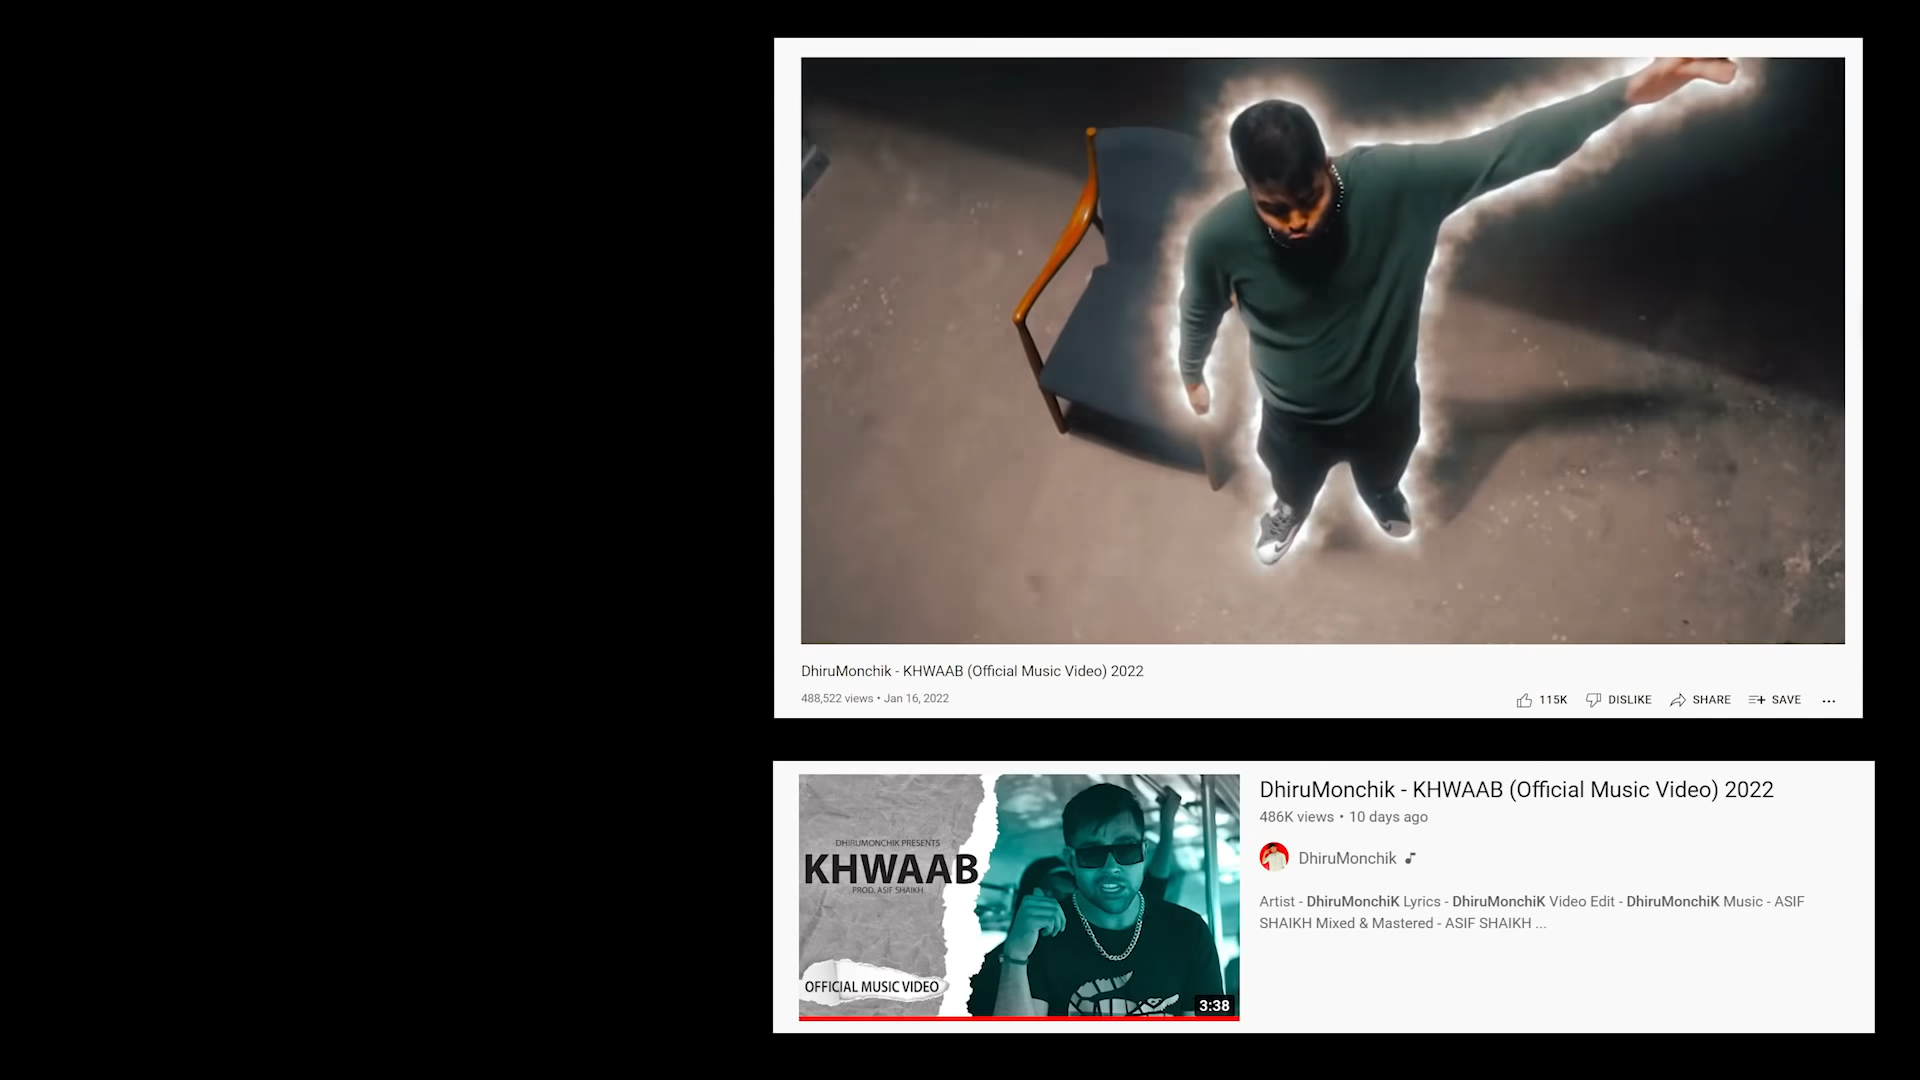 DhiruMonchik - KHWAAB (Official Music Video) 2022
488,522 views • Jan 16, 2022
115K DISLIKE SHARE SAVE ...
DHIRUMONCHIK PRESENTS
KHWAAB
PROD. ASIF SHAIKH
OFFICIAL MUSIC VIDEO
3:38
DhiruMonchik - KHWAAB (Official Music Video) 2022
486K views • 10 days ago
DhiruMonchik
Artist - DhiruMonchiK Lyrics - DhiruMonchiK Video Edit - DhiruMonchiK Music - ASIF
SHAIKH Mixed & Mastered - ASIF SHAIKH ...